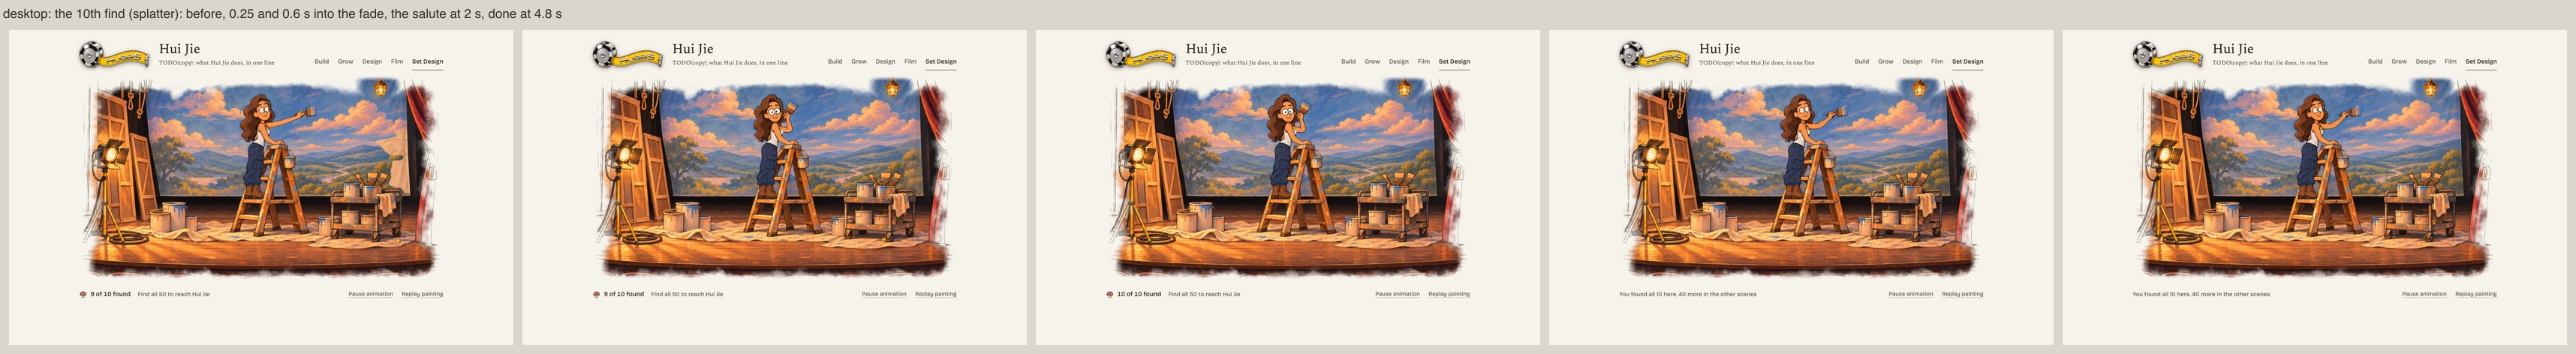 desktop: the 10th find (splatter): before, 0.25 and 0.6 s into the fade, the salute at 2 s, done at 4.8 s
Hui Jie
TODO(copy): what Hui Jie does, in one line
Build Grow Design Film Set Design
9 of 10 found Find all 50 to reach Hui Jie
Pause animation Replay painting
Hui Jie
TODO(copy): what Hui Jie does, in one line
Build Grow Design Film Set Design
9 of 10 found Find all 50 to reach Hui Jie
Pause animation Replay painting
Hui Jie
TODO(copy): what Hui Jie does, in one line
Build Grow Design Film Set Design
10 of 10 found Find all 50 to reach Hui Jie
Pause animation Replay painting
Hui Jie
TODO(copy): what Hui Jie does, in one line
Build Grow Design Film Set Design
You found all 10 here. 40 more in the other scenes
Pause animation Replay painting
Hui Jie
TODO(copy): what Hui Jie does, in one line
Build Grow Design Film Set Design
You found all 10 here. 40 more in the other scenes
Pause animation Replay painting